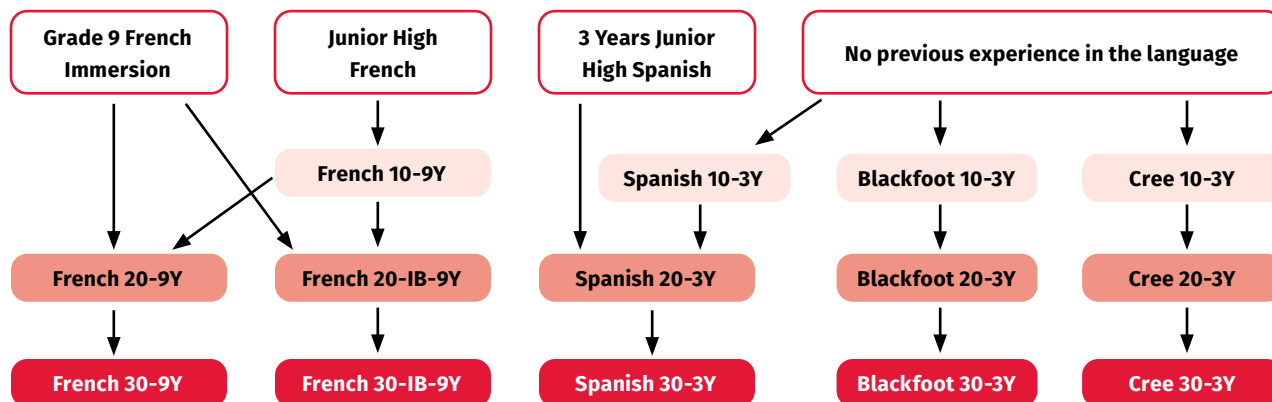 Grade 9 French
Immersion
Junior High
French
3 Years Junior
High Spanish
No previous experience in the language
French 10-9Y
Spanish 10-3Y
Blackfoot 10-3Y
Cree 10-3Y
French 20-9Y
French 20-IB-9Y
Spanish 20-3Y
Blackfoot 20-3Y
Cree 20-3Y
French 30-9Y
French 30-IB-9Y
Spanish 30-3Y
Blackfoot 30-3Y
Cree 30-3Y